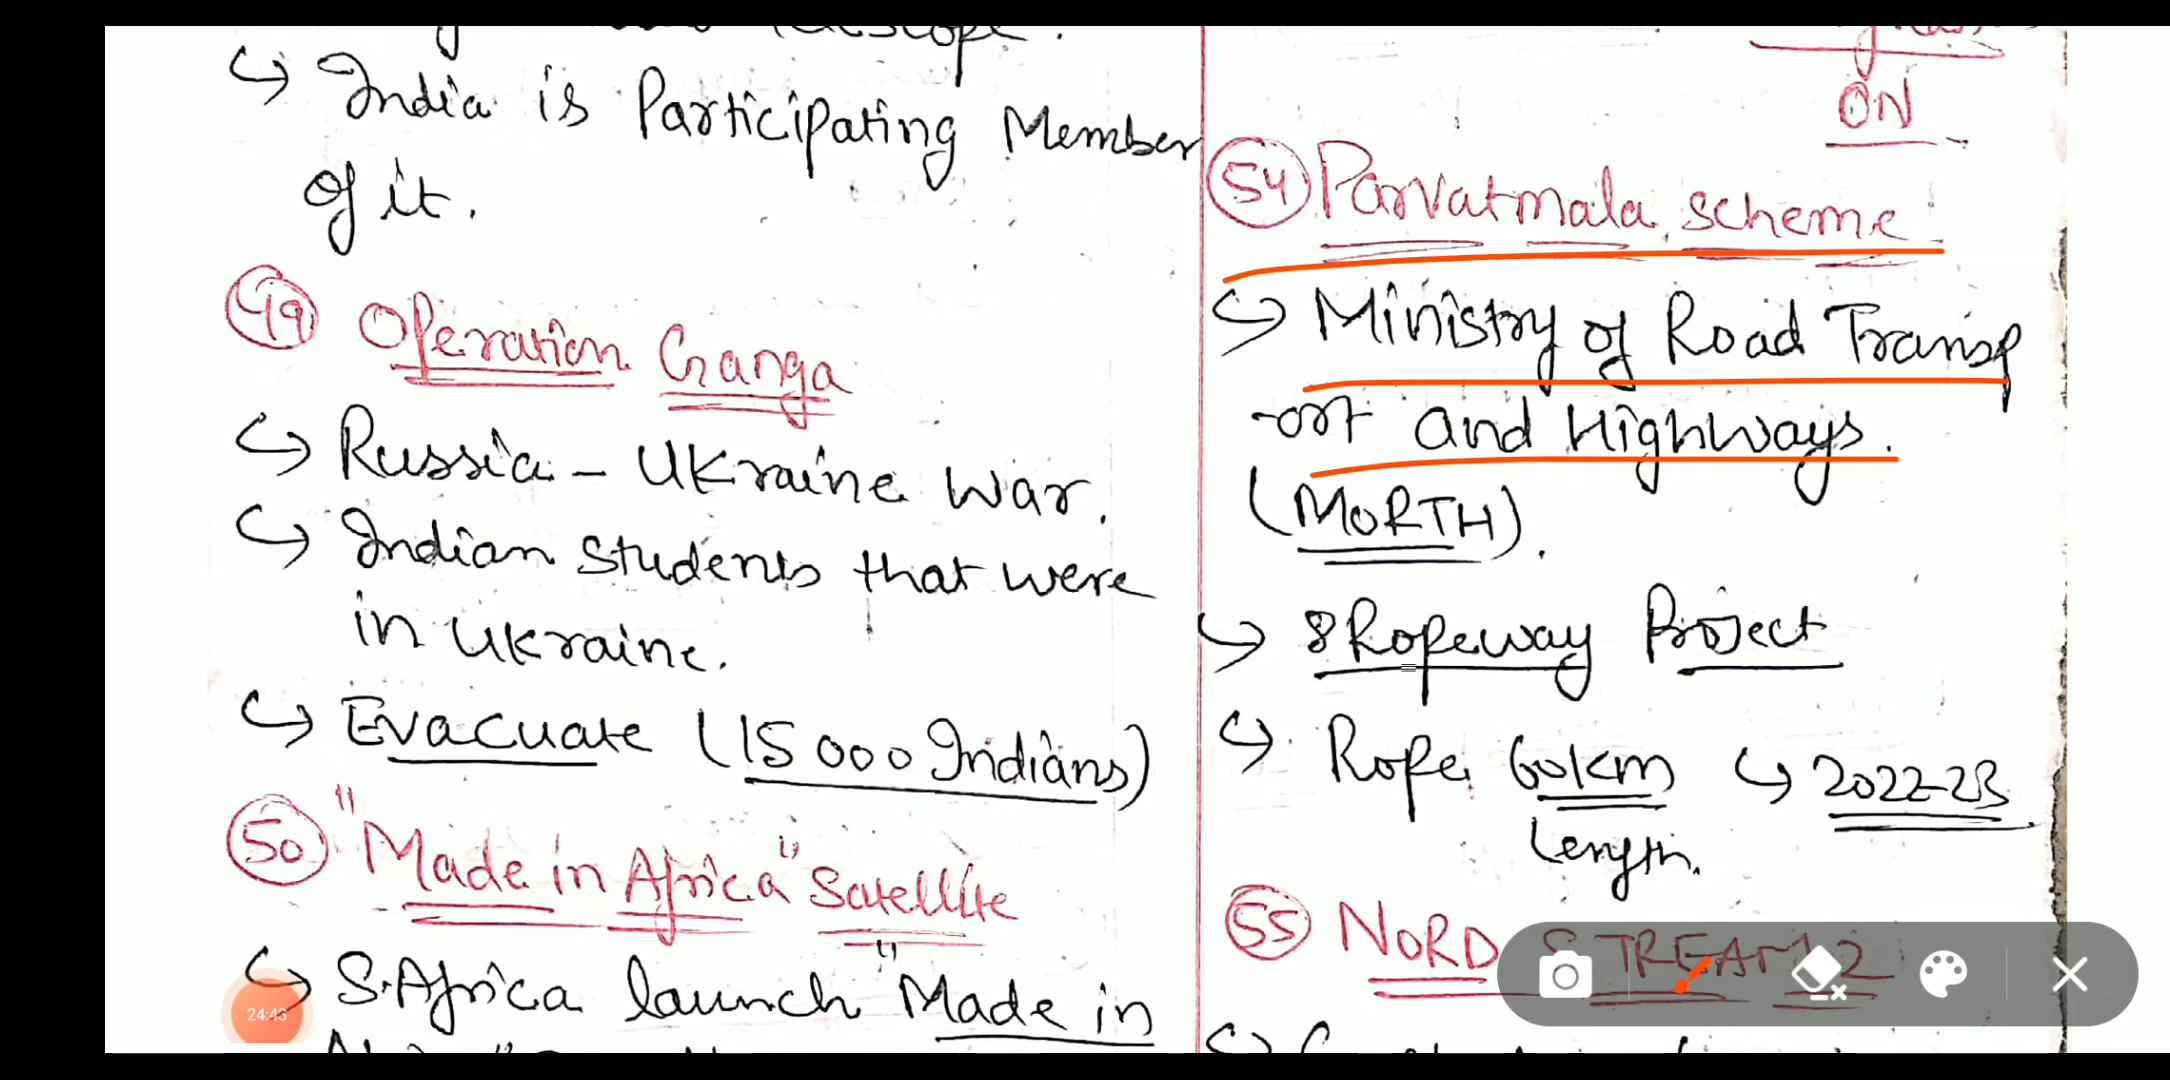 ↳ India is Participating Member
of it.
49 Operation Ganga
↳ Russia - Ukraine War.
↳ Indian Students that were
in Ukraine.
↳ Evacuate (15000 Indians)
50 "Made in Africa" Satellite
↳ S.Africa launch "Made in
ON
54 Parvatmala scheme
↳ Ministry of Road Transp
-ort and Highways.
(MORTH).
↳ 8 Ropeway Project
↳ Rope 60km ↳ 2022-23
Length.
55 NORD STREAM 2
24:43